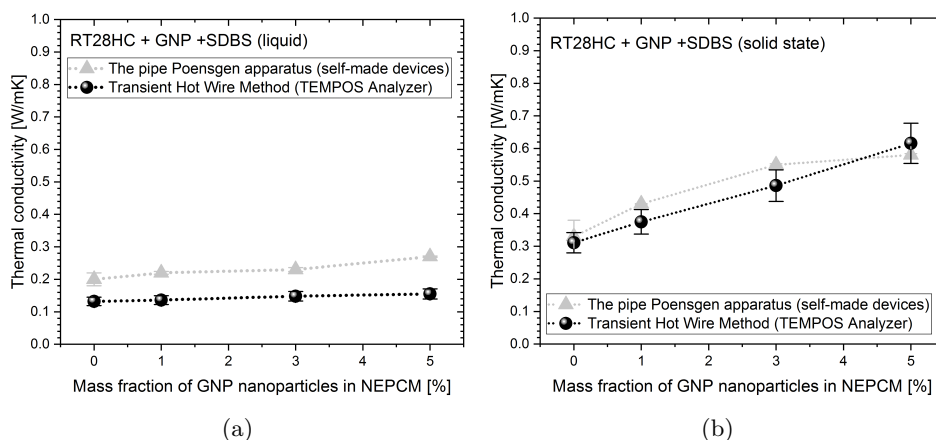 RT28HC + GNP +SDBS (liquid)
The pipe Poensgen apparatus (self-made devices)
Transient Hot Wire Method (TEMPOS Analyzer)
Thermal conductivity [W/mK]
1.0
0.9
0.8
0.7
0.6
0.5
0.4
0.3
0.2
0.1
0.0
0 1 2 3 4 5
Mass fraction of GNP nanoparticles in NEPCM [%]
(a)
RT28HC + GNP +SDBS (solid state)
Thermal conductivity [W/mK]
1.0
0.9
0.8
0.7
0.6
0.5
0.4
0.3
0.2
0.1
0.0
The pipe Poensgen apparatus (self-made devices)
Transient Hot Wire Method (TEMPOS Analyzer)
0 1 2 3 4 5
Mass fraction of GNP nanoparticles in NEPCM [%]
(b)